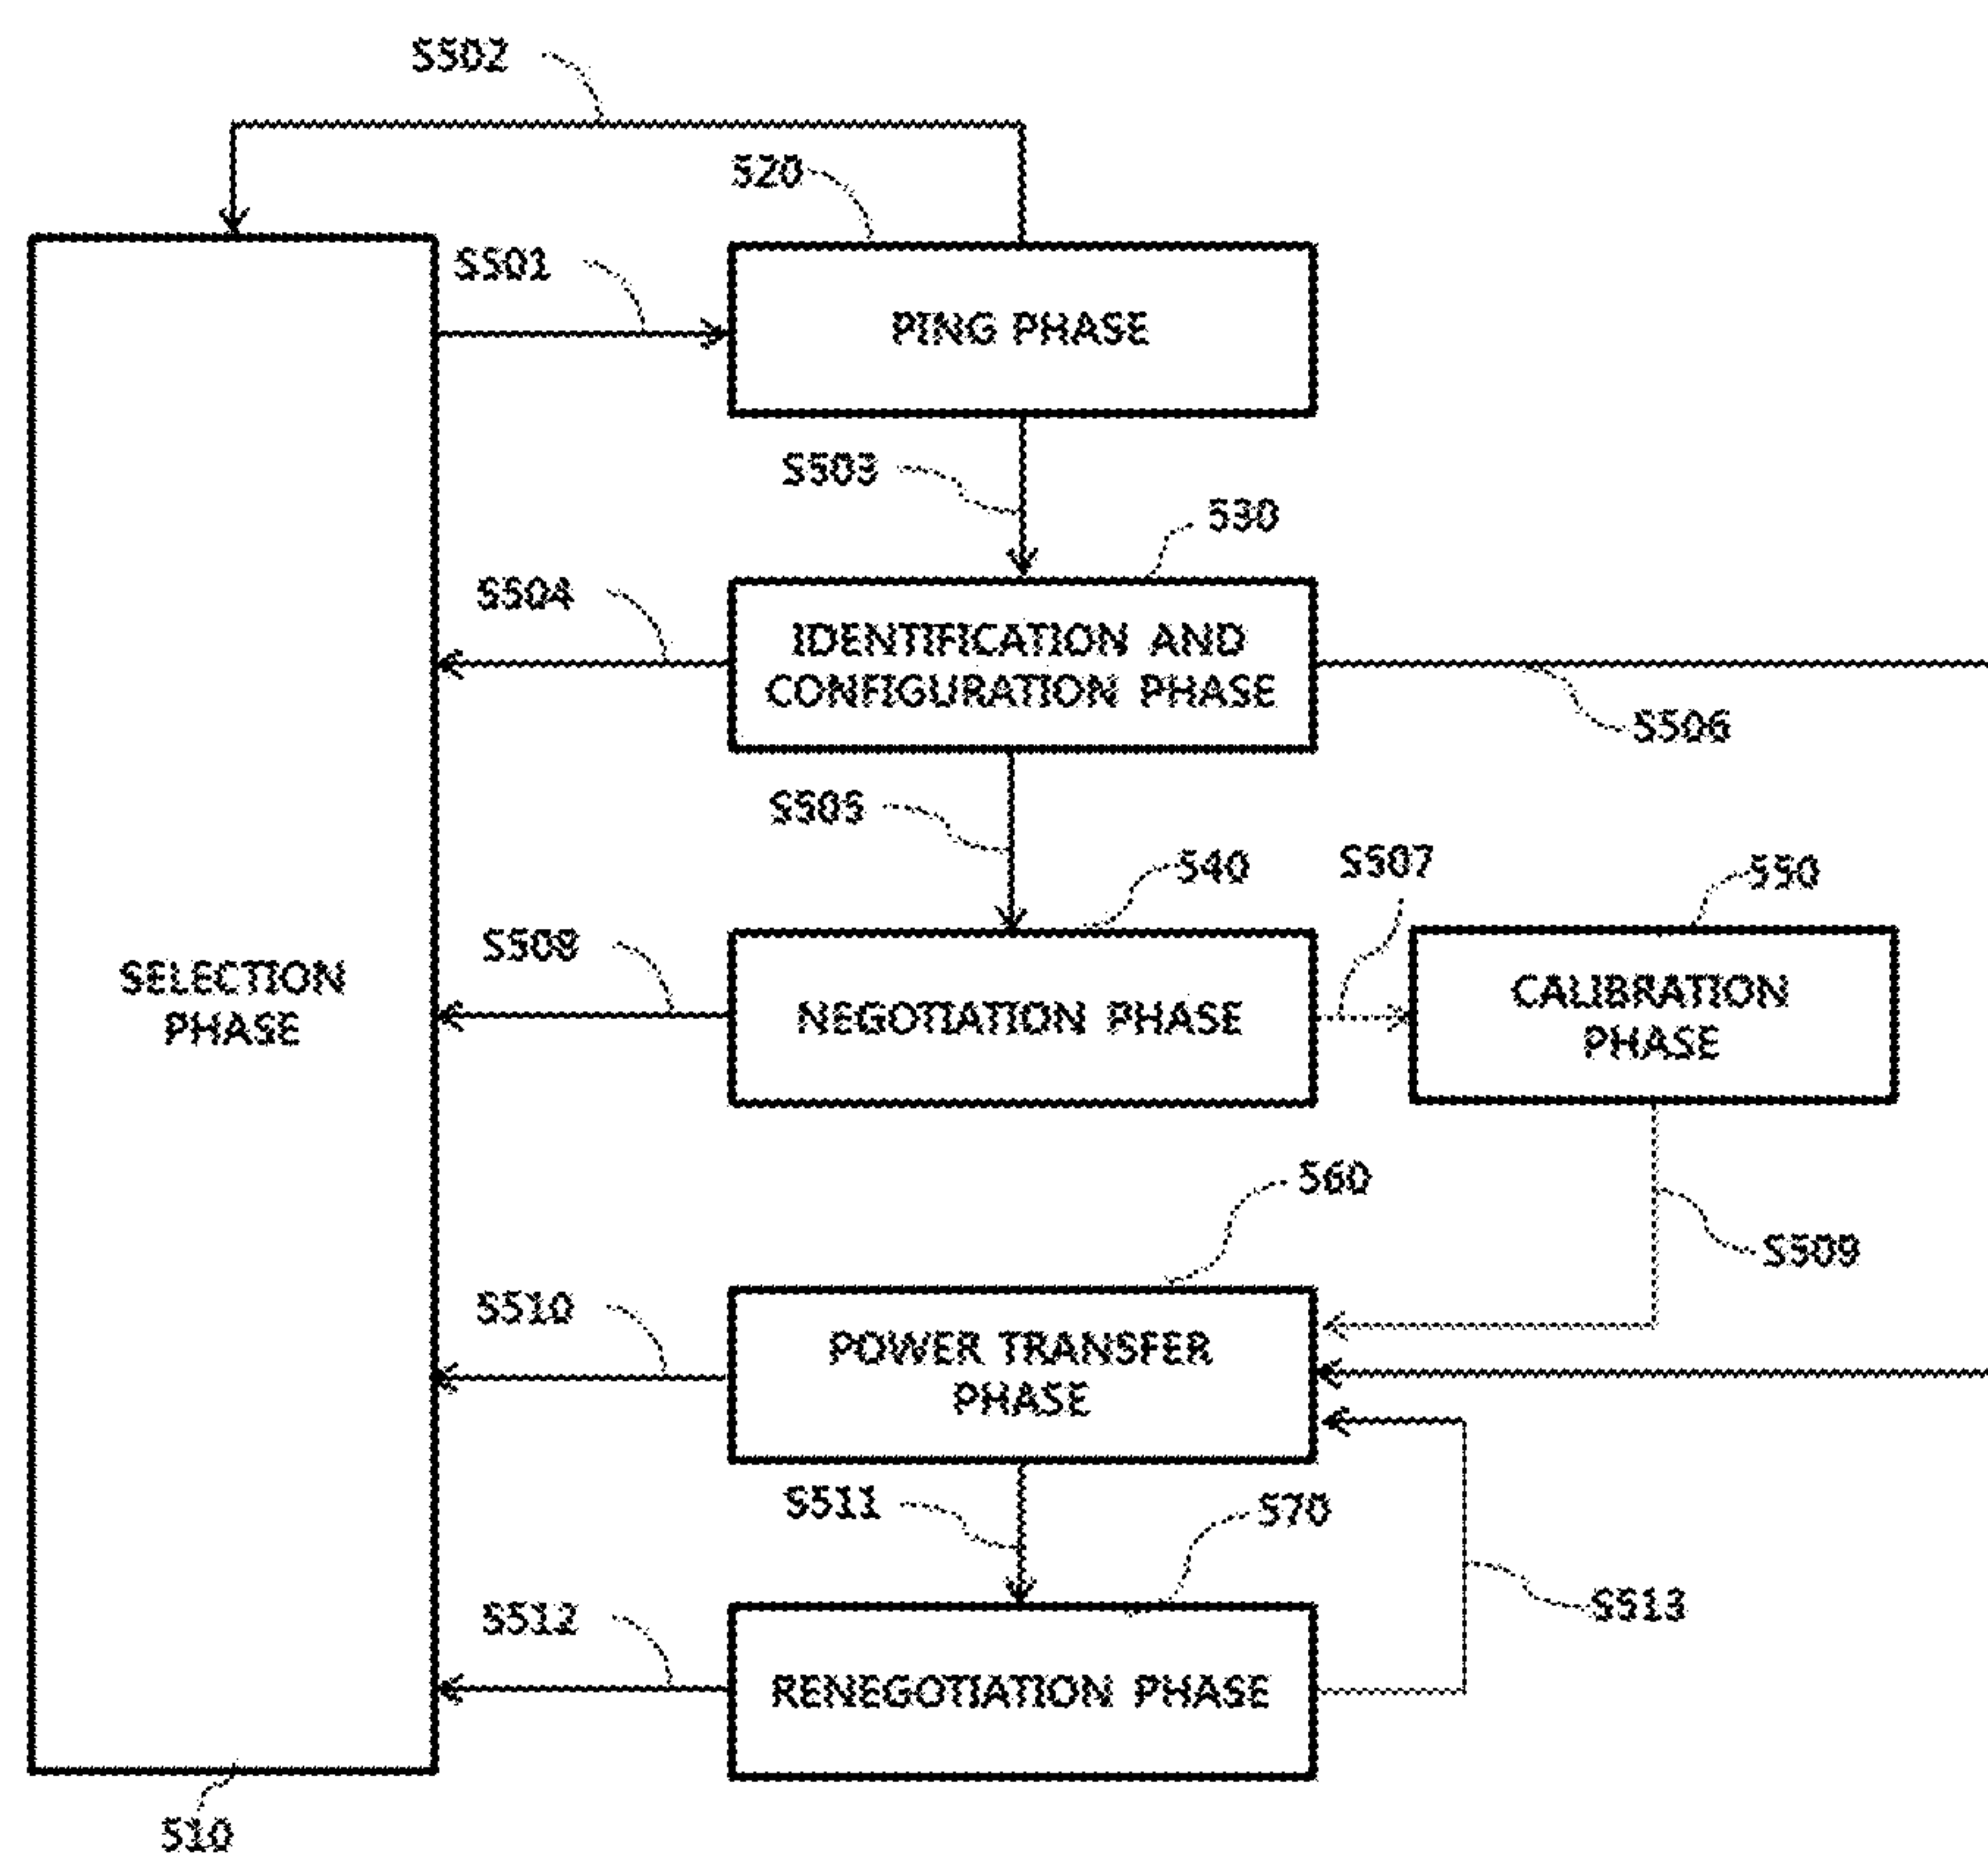 S502
520
S501
PING PHASE
S503
530
S504
IDENTIFICATION AND
CONFIGURATION PHASE
S506
S505
540
S507
550
S508
SELECTION
PHASE
NEGOTIATION PHASE
CALIBRATION
PHASE
560
S509
S510
POWER TRANSFER
PHASE
S511
570
S513
S512
RENEGOTIATION PHASE
510